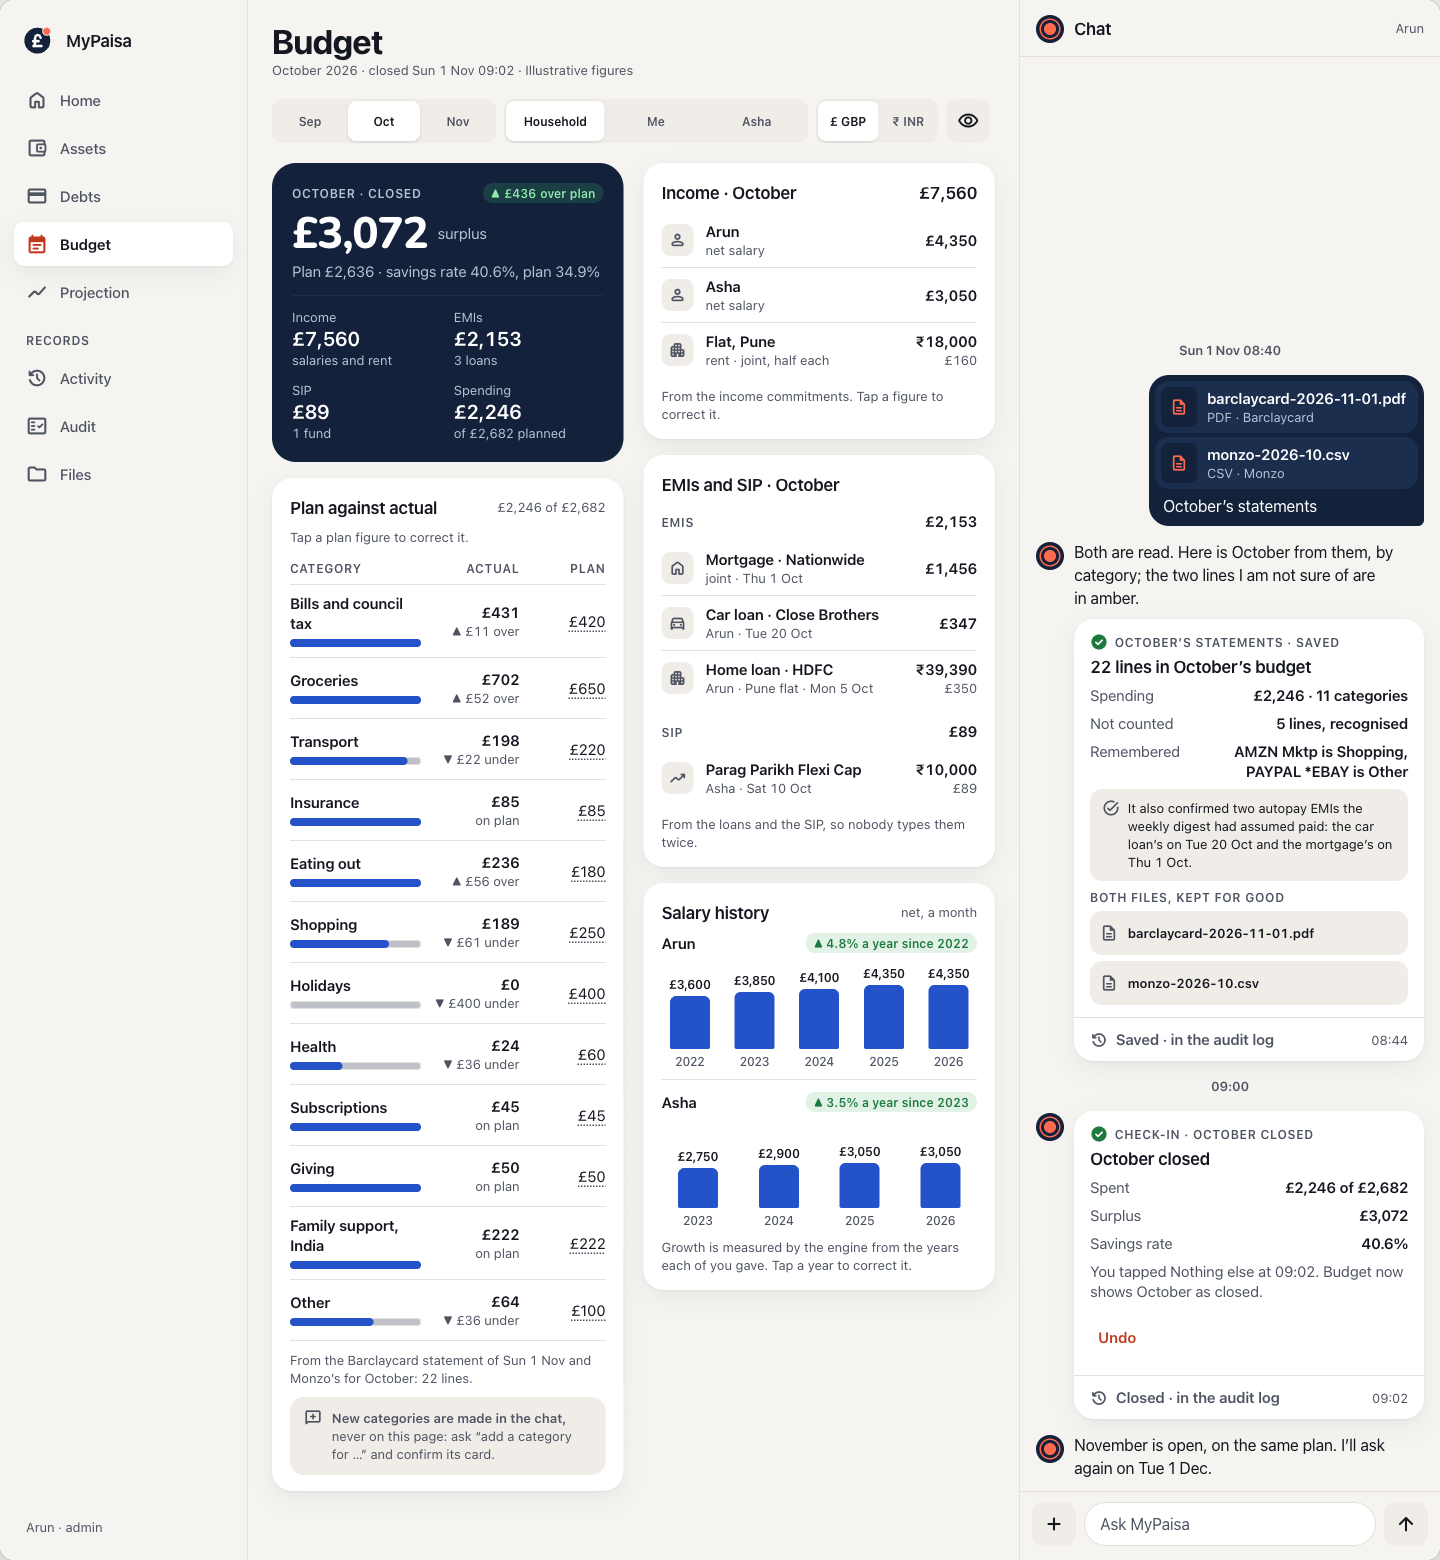 MyPaisa
Home
Assets
Debts
Budget
Projection
RECORDS
Activity
Audit
Files
Arun · admin
Budget
October 2026 · closed Sun 1 Nov 09:02 · Illustrative figures
Sep
Oct
Nov
Household
Me
Asha
£ GBP
₹ INR
OCTOBER · CLOSED
▲ £436 over plan
£3,072 surplus
Plan £2,636 · savings rate 40.6%, plan 34.9%
Income
£7,560
salaries and rent
EMIs
£2,153
3 loans
SIP
£89
1 fund
Spending
£2,246
of £2,682 planned
Plan against actual
£2,246 of £2,682
Tap a plan figure to correct it.
CATEGORY ACTUAL PLAN
Bills and council
tax
£431
▲ £11 over
£420
Groceries
£702
▲ £52 over
£650
Transport
£198
▼ £22 under
£220
Insurance
£85
on plan
£85
Eating out
£236
▲ £56 over
£180
Shopping
£189
▼ £61 under
£250
Holidays
£0
▼ £400 under
£400
Health
£24
▼ £36 under
£60
Subscriptions
£45
on plan
£45
Giving
£50
on plan
£50
Family support,
India
£222
on plan
£222
Other
£64
▼ £36 under
£100
From the Barclaycard statement of Sun 1 Nov and
Monzo’s for October: 22 lines.
New categories are made in the chat,
never on this page: ask “add a category
for …” and confirm its card.
Income · October
£7,560
Arun
net salary
£4,350
Asha
net salary
£3,050
Flat, Pune
rent · joint, half each
₹18,000
£160
From the income commitments. Tap a figure to
correct it.
EMIs and SIP · October
EMIS
£2,153
Mortgage · Nationwide
joint · Thu 1 Oct
£1,456
Car loan · Close Brothers
Arun · Tue 20 Oct
£347
Home loan · HDFC
Arun · Pune flat · Mon 5 Oct
₹39,390
£350
SIP
£89
Parag Parikh Flexi Cap
Asha · Sat 10 Oct
₹10,000
£89
From the loans and the SIP, so nobody types them
twice.
Salary history
net, a month
Arun
▲ 4.8% a year since 2022
£3,600 £3,850 £4,100 £4,350 £4,350
2022 2023 2024 2025 2026
Asha
▲ 3.5% a year since 2023
£2,750 £2,900 £3,050 £3,050
2023 2024 2025 2026
Growth is measured by the engine from the years
each of you gave. Tap a year to correct it.
Chat
Arun
Sun 1 Nov 08:40
barclaycard-2026-11-01.pdf
PDF · Barclaycard
monzo-2026-10.csv
CSV · Monzo
October’s statements
Both are read. Here is October from them, by
category; the two lines I am not sure of are
in amber.
OCTOBER’S STATEMENTS · SAVED
22 lines in October’s budget
Spending
£2,246 · 11 categories
Not counted
5 lines, recognised
Remembered
AMZN Mktp is Shopping,
PAYPAL *EBAY is Other
It also confirmed two autopay EMIs the
weekly digest had assumed paid: the car
loan’s on Tue 20 Oct and the mortgage’s on
Thu 1 Oct.
BOTH FILES, KEPT FOR GOOD
barclaycard-2026-11-01.pdf
monzo-2026-10.csv
Saved · in the audit log
08:44
09:00
CHECK-IN · OCTOBER CLOSED
October closed
Spent
£2,246 of £2,682
Surplus
£3,072
Savings rate
40.6%
You tapped Nothing else at 09:02. Budget now
shows October as closed.
Undo
Closed · in the audit log
09:02
November is open, on the same plan. I’ll ask
again on Tue 1 Dec.
Ask MyPaisa